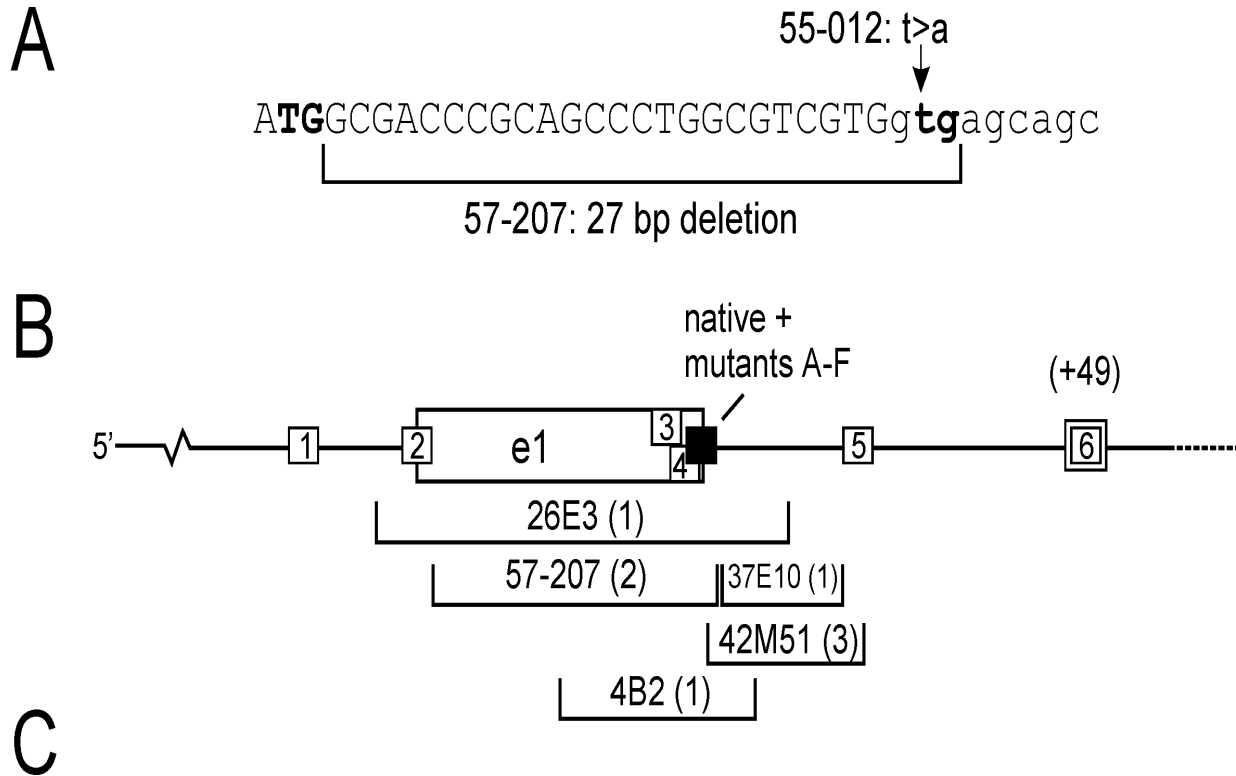 A
55-012: t>a
ATGGCGACCCGCAGCCCTGGCGTCGTGgtgagcagc
57-207: 27 bp deletion
B
native +
mutants A-F
(+49)
5’
1
2
e1
3
4
5
6
26E3 (1)
57-207 (2)
37E10 (1)
42M51 (3)
4B2 (1)
C